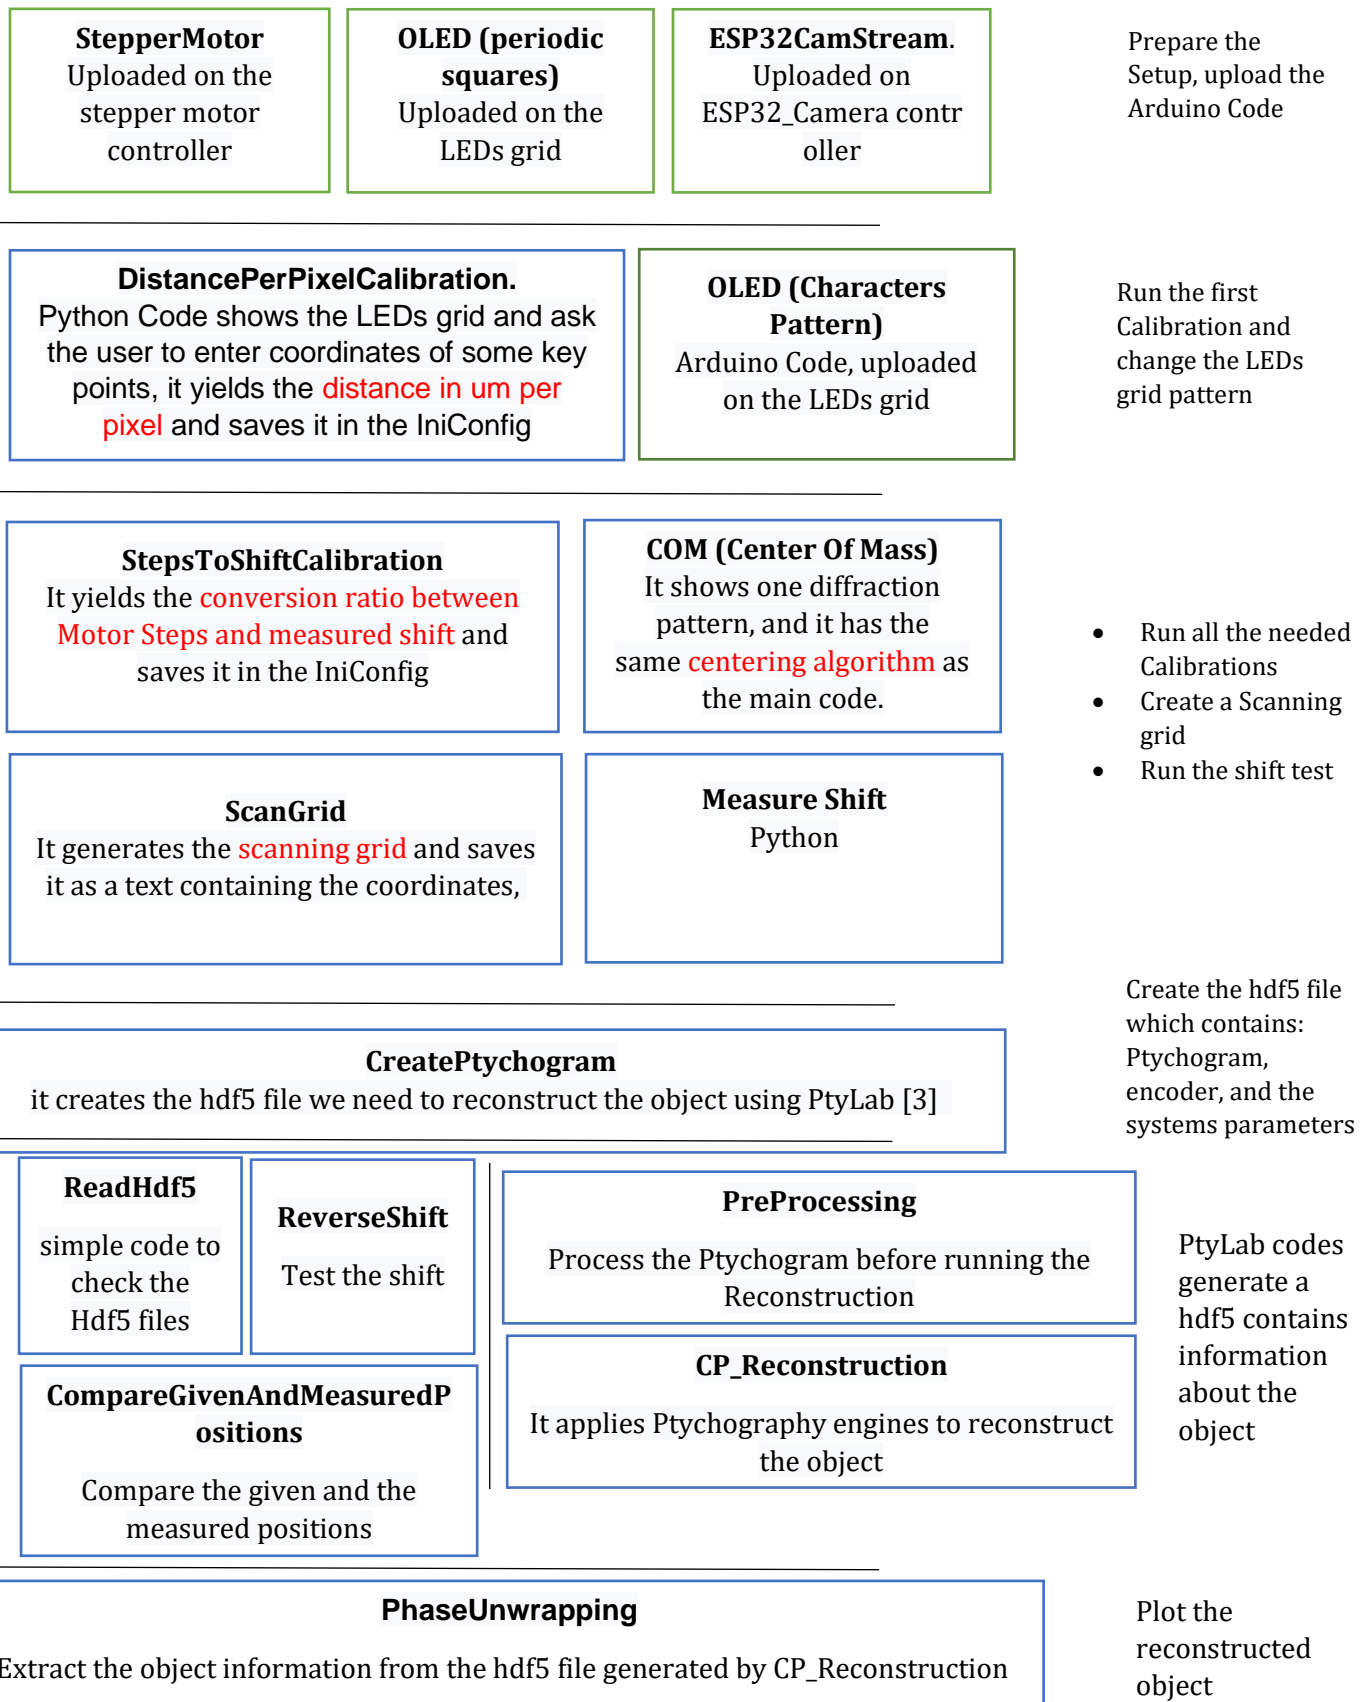 StepperMotor
Uploaded on the
stepper motor
controller
OLED (periodic
squares)
Uploaded on the
LEDs grid
ESP32CamStream.
Uploaded on
ESP32_Camera contr
oller
Prepare the
Setup, upload the
Arduino Code
DistancePerPixelCalibration.
Python Code shows the LEDs grid and ask
the user to enter coordinates of some key
points, it yields the distance in um per
pixel and saves it in the IniConfig
OLED (Characters
Pattern)
Arduino Code, uploaded
on the LEDs grid
Run the first
Calibration and
change the LEDs
grid pattern
StepsToShiftCalibration
It yields the conversion ratio between
Motor Steps and measured shift and
saves it in the IniConfig
COM (Center Of Mass)
It shows one diffraction
pattern, and it has the
same centering algorithm as
the main code.
ScanGrid
It generates the scanning grid and saves
it as a text containing the coordinates,
Measure Shift
Python
• Run all the needed
Calibrations
• Create a Scanning
grid
• Run the shift test
CreatePtychogram
it creates the hdf5 file we need to reconstruct the object using PtyLab [3]
Create the hdf5 file
which contains:
Ptychogram,
encoder, and the
systems parameters
ReadHdf5
simple code to
check the
Hdf5 files
ReverseShift
Test the shift
CompareGivenAndMeasuredP
ositions
Compare the given and the
measured positions
PreProcessing
Process the Ptychogram before running the
Reconstruction
CP_Reconstruction
It applies Ptychography engines to reconstruct
the object
PtyLab codes
generate a
hdf5 contains
information
about the
object
PhaseUnwrapping
Extract the object information from the hdf5 file generated by CP_Reconstruction
Plot the
reconstructed
object